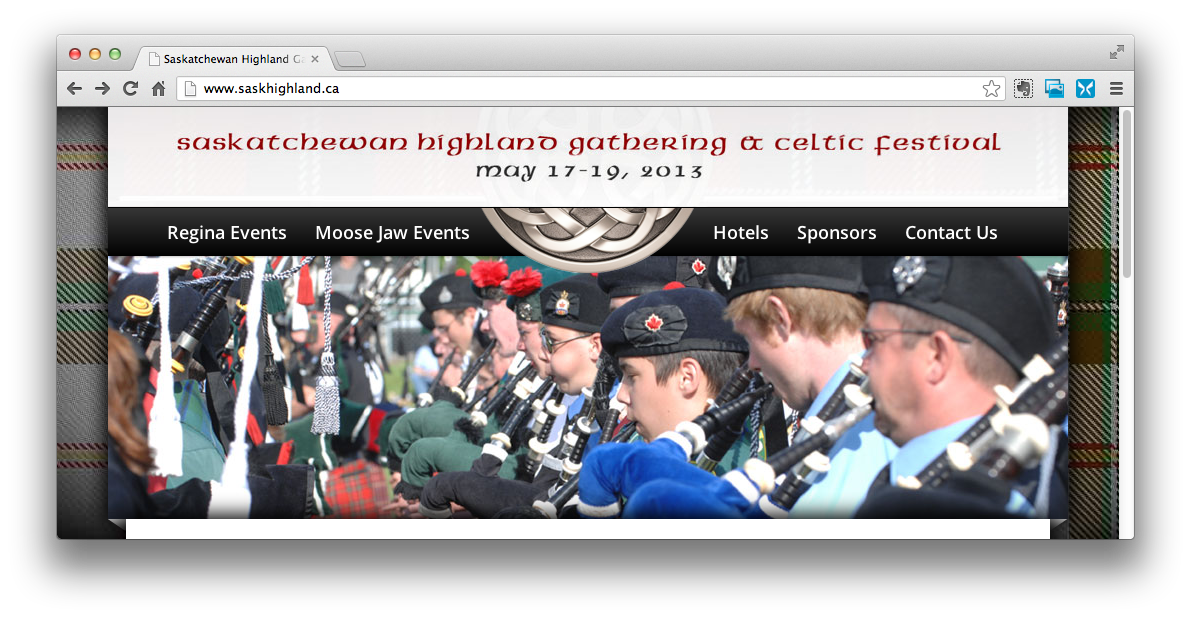 Saskatchewan Highland Ga
www.saskhighland.ca
saskatchewan highland gathering & celtic festival
may 17-19, 2013
Regina Events Moose Jaw Events Hotels Sponsors Contact Us